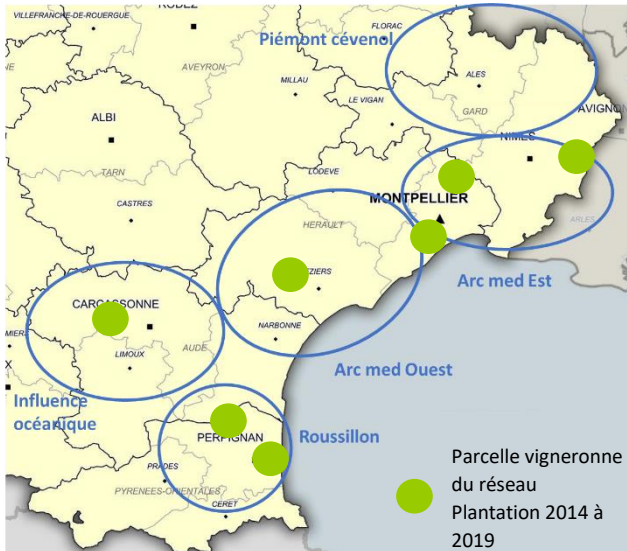 VILLEFRANCHE-DE-ROUERGUE
RODEZ
FLORAC
Piémont cévenol
AVEYRON
MILLAU
ALES
ALBI
LE VIGAN
GARD
AVIGNON
NIMES
TARN
LODEVE
CASTRES
MONTPELLIER
ARLES
HERAULT
ZIERS
Arc med Est
CARCASSONNE
NARBONNE
MIERS
LIMOUX
AUDE
Arc med Ouest
Influence
océanique
PERPIGNAN
Roussillon
PRADES
PYRENEES-ORIENTALES
CERET
Parcelle vigneronne
du réseau
Plantation 2014 à
2019